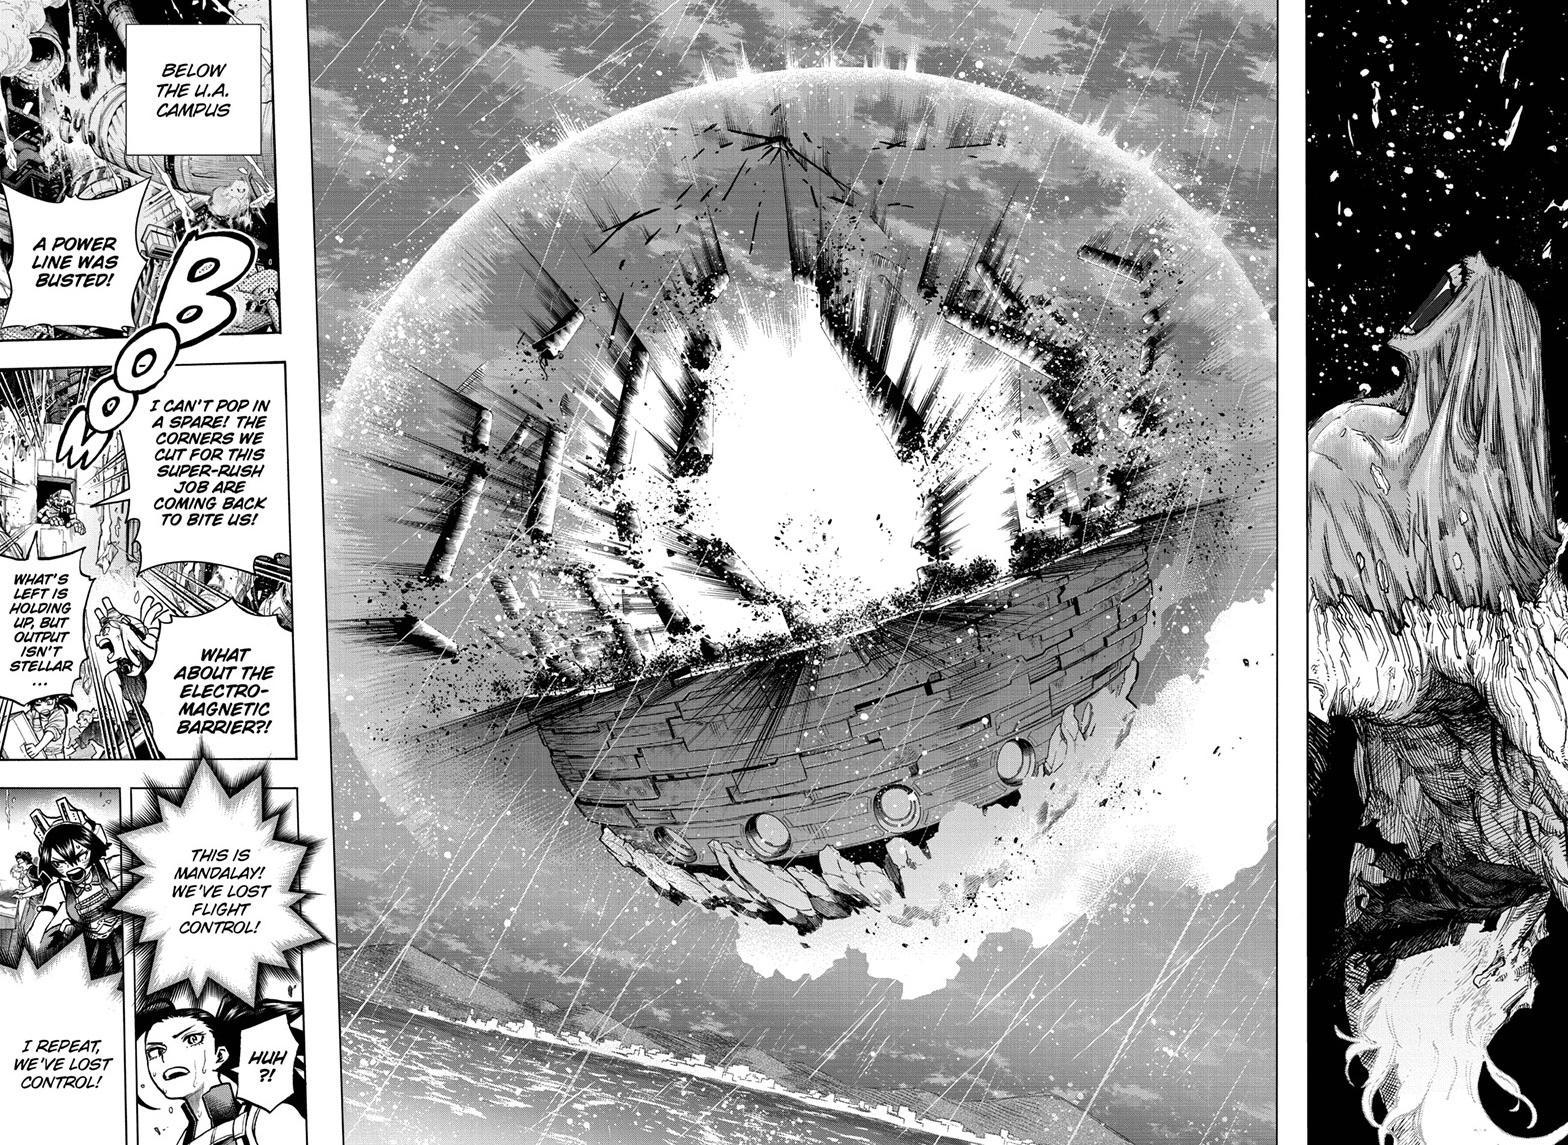 BELOW
THE U.A.
CAMPUS
A POWER
LINE WAS
BUSTED!
BOOOM
I CAN'T POP IN
A SPARE! THE
CORNERS WE
CUT FOR THIS
SUPER-RUSH
JOB ARE
COMING BACK
TO BITE US!
WHAT
ABOUT THE
ELECTRO-
MAGNETIC
BARRIER?!
WHAT'S
LEFT IS
HOLDING
UP, BUT
OUTPUT
ISN'T
STELLAR
...
THIS IS
MANDALAY!
WE'VE LOST
FLIGHT
CONTROL!
HUH
?!
I REPEAT,
WE'VE LOST
CONTROL!